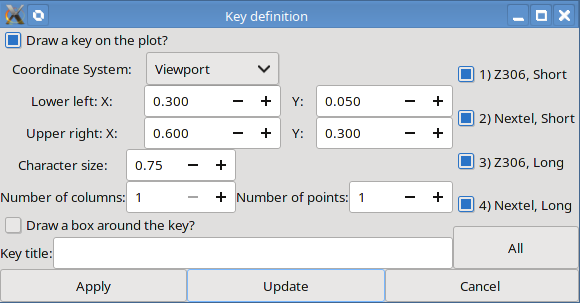 Key definition
Draw a key on the plot?
Coordinate System: Viewport
1) Z306, Short
Lower left: X: 0.300 − + Y: 0.050 − +
2) Nextel, Short
Upper right: X: 0.600 − + Y: 0.300 − +
3) Z306, Long
Character size: 0.75 − +
Number of columns: 1 − + Number of points: 1 − +
4) Nextel, Long
Draw a box around the key?
All
Key title:
Apply Update Cancel